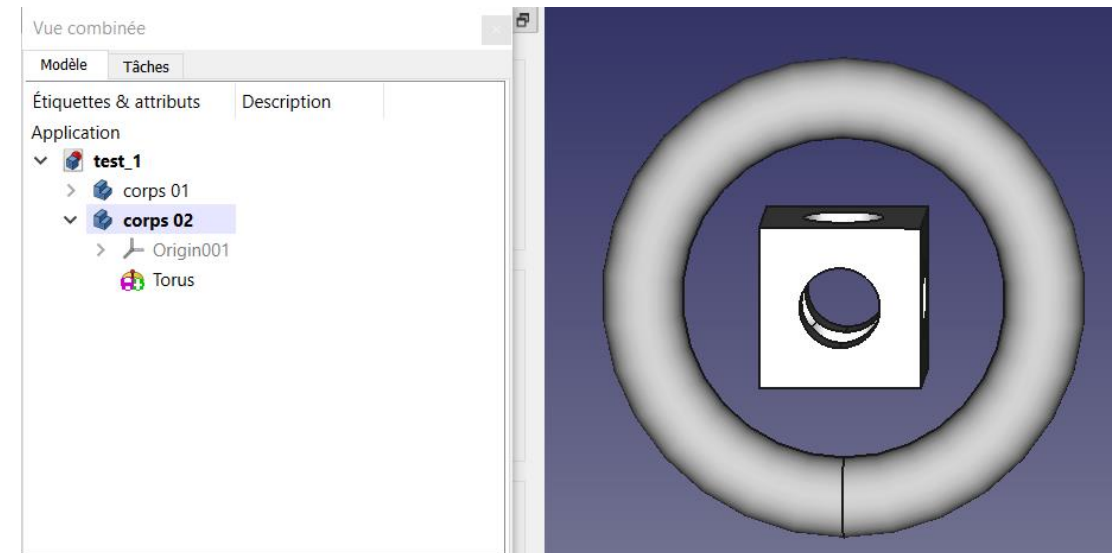 Vue combinée
Modèle Tâches
Étiquettes & attributs Description
Application
test_1
corps 01
corps 02
Origin001
Torus